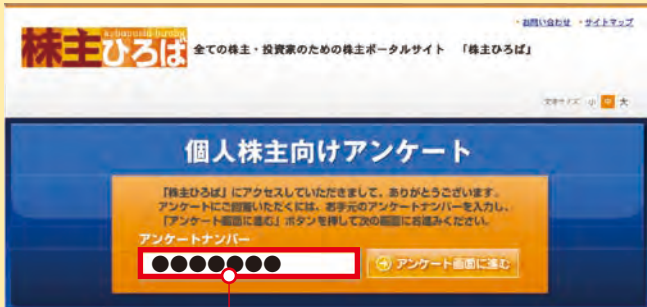 ・お問い合わせ ・サイトマップ
kabunushi-hiroba
株主ひろば 全ての株主・投資家のための株主ポータルサイト 「株主ひろば」
文字サイズ 小 中 大
個人株主向けアンケート
「株主ひろば」にアクセスしていただきまして、ありがとうございます。
アンケートにご回答いただくには、お手元のアンケートナンバーを入力し、
「アンケート画面に進む」ボタンを押して次の画面にお進みください。
アンケートナンバー
●●●●●●● アンケート画面に進む